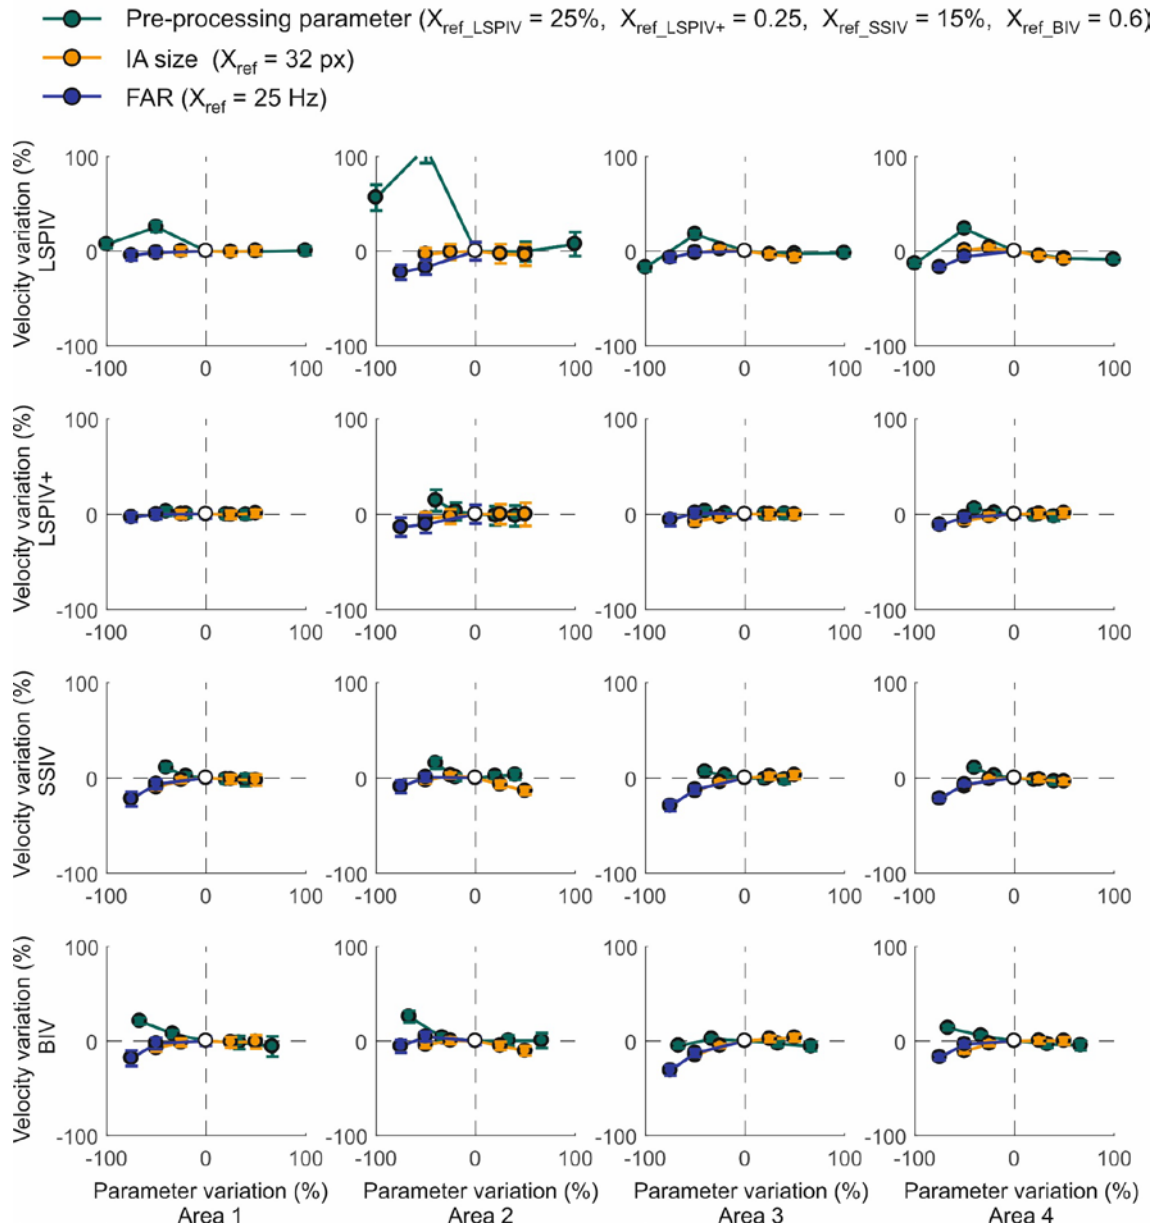 Pre-processing parameter (Xref_LSPIV = 25%, Xref_LSPIV+ = 0.25, Xref_SSIV = 15%, Xref_BIV = 0.6)
IA size (Xref = 32 px)
FAR (Xref = 25 Hz)
Velocity variation (%)
LSPIV
100 100 100 100
0 0 0 0
-100 -100 -100 -100
-100 0 100 -100 0 100 -100 0 100 -100 0 100
Velocity variation (%)
LSPIV+
100 100 100 100
0 0 0 0
-100 -100 -100 -100
-100 0 100 -100 0 100 -100 0 100 -100 0 100
Velocity variation (%)
SSIV
100 100 100 100
0 0 0 0
-100 -100 -100 -100
-100 0 100 -100 0 100 -100 0 100 -100 0 100
Velocity variation (%)
BIV
100 100 100 100
0 0 0 0
-100 -100 -100 -100
-100 0 100 -100 0 100 -100 0 100 -100 0 100
Parameter variation (%) Parameter variation (%) Parameter variation (%) Parameter variation (%)
Area 1 Area 2 Area 3 Area 4